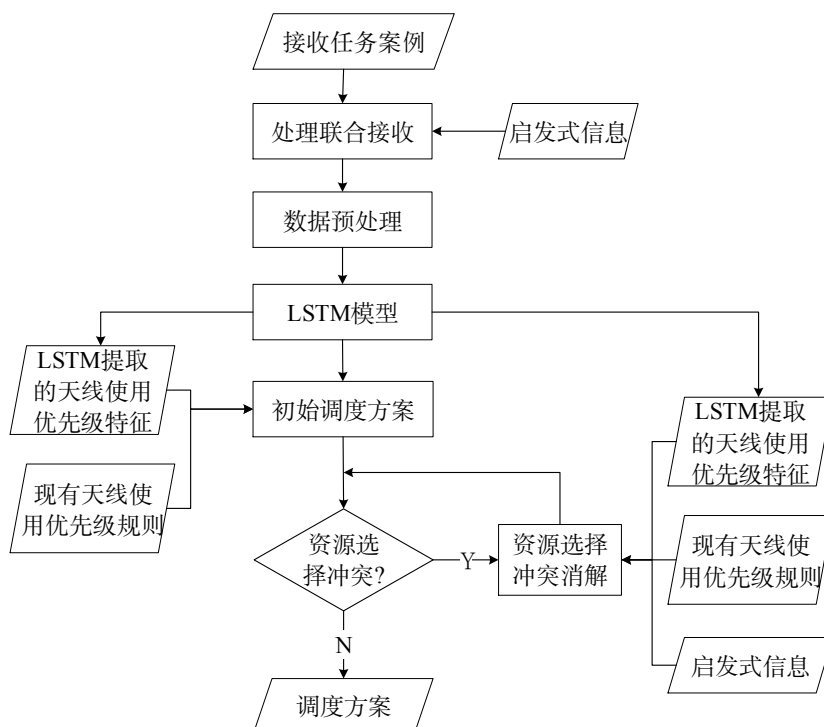 接收任务案例
处理联合接收
启发式信息
数据预处理
LSTM模型
LSTM提取
的天线使用
优先级特征
初始调度方案
现有天线使
用优先级规则
资源选
择冲突?
Y
资源选择
冲突消解
LSTM提取
的天线使用
优先级特征
现有天线使
用优先级规则
启发式信息
N
调度方案